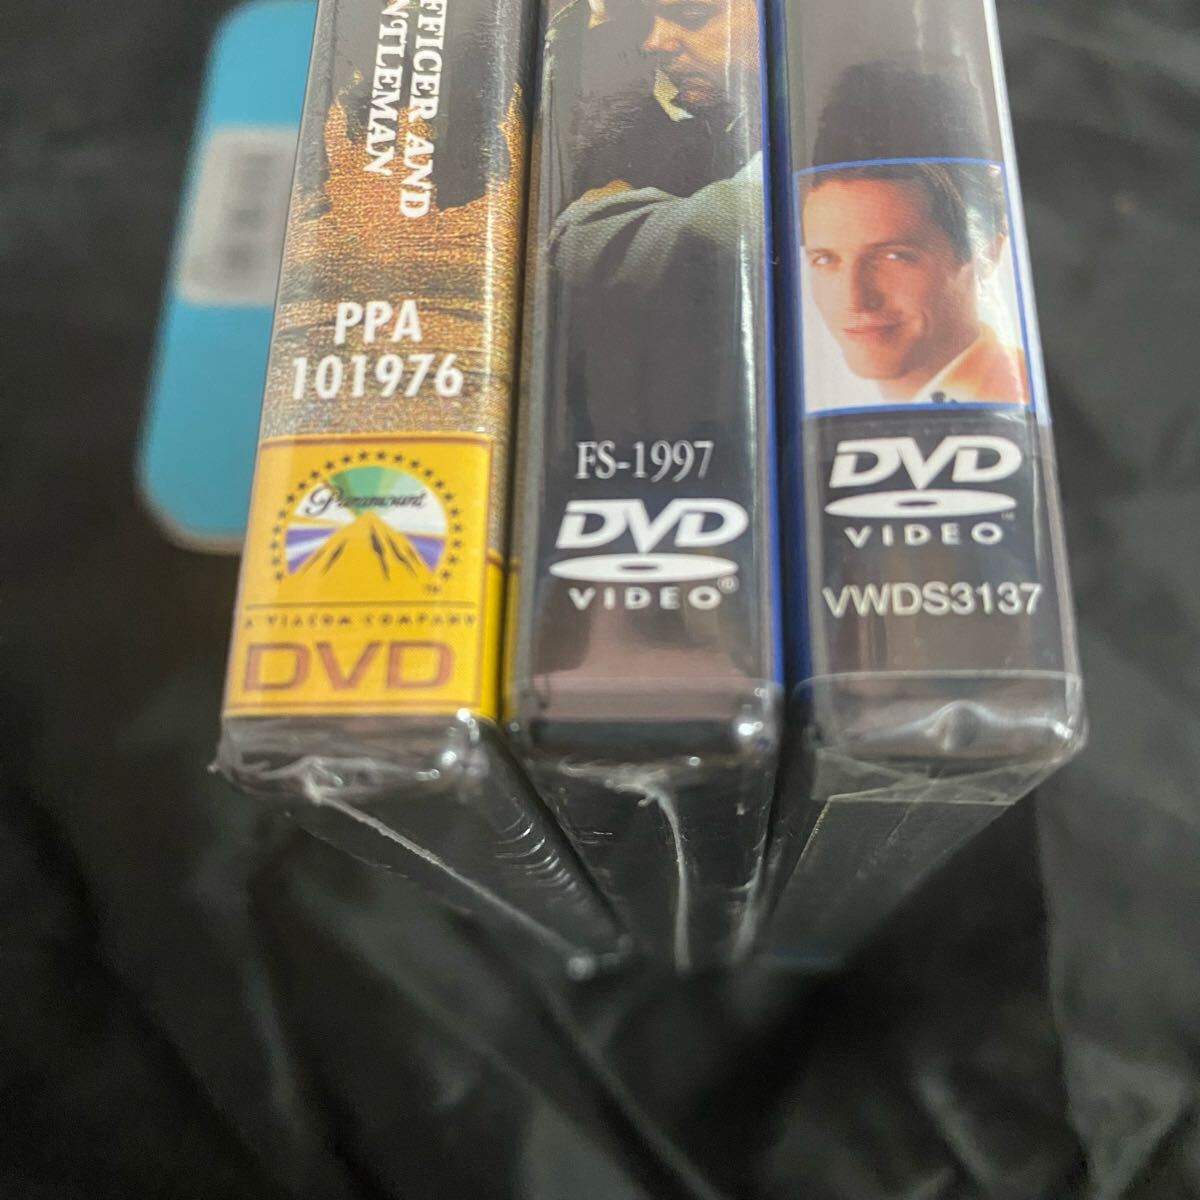 FFICER AND
NTLEMAN
PPA
101976
Paramount
A VIACOM COMPANY
DVD
FS-1997
DVD
VIDEO
DVD
VIDEO
VWDS3137